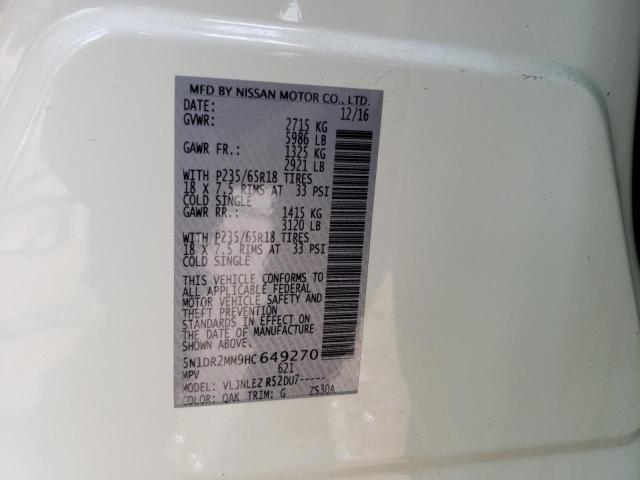 MFD BY NISSAN MOTOR CO., LTD.
DATE: 12/16
GVWR: 2715 KG
5986 LB
GAWR FR.: 1325 KG
2921 LB
WITH P235/65R18 TIRES
18 X 7.5 RIMS AT 33 PSI
COLD SINGLE
GAWR RR.: 1415 KG
3120 LB
WITH P235/65R18 TIRES
18 X 7.5 RIMS AT 33 PSI
COLD SINGLE
THIS VEHICLE CONFORMS TO
ALL APPLICABLE FEDERAL
MOTOR VEHICLE SAFETY AND
THEFT PREVENTION
STANDARDS IN EFFECT ON
THE DATE OF MANUFACTURE
SHOWN ABOVE.
5N1DR2MM9HC649270
MPV 621
MODEL: VLJNLEZ R52DU7-----
COLOR: QAK TRIM: G ZS30A